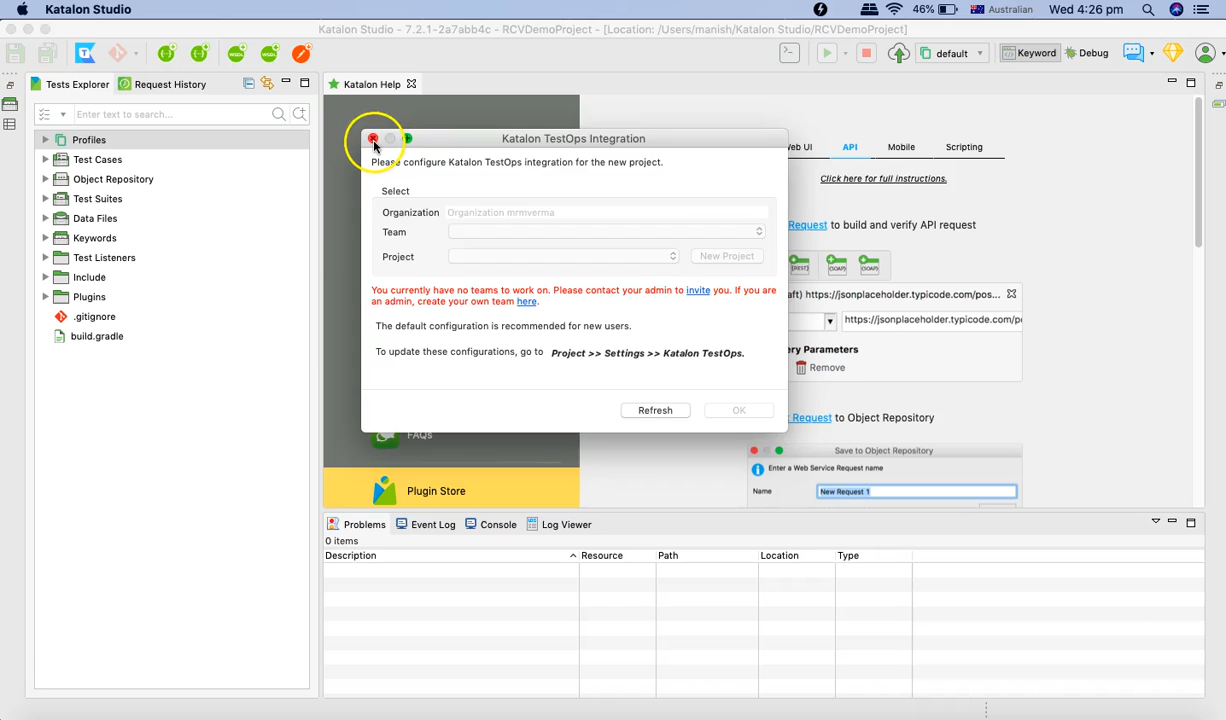 Katalon Studio 46% Australian Wed 4:26 pm
Katalon Studio - 7.2.1-2a7abb4c - RCVDemoProject - [Location: /Users/manish/Katalon Studio/RCVDemoProject]
default Keyword Debug
Tests Explorer Request History
Enter text to search...
Profiles
Test Cases
Object Repository
Test Suites
Data Files
Keywords
Test Listeners
Include
Plugins
.gitignore
build.gradle
Katalon Help
Katalon TestOps Integration
Please configure Katalon TestOps integration for the new project.
Select
Organization Organization mrmverma
Team
Project New Project
You currently have no teams to work on. Please contact your admin to invite you. If you are
an admin, create your own team here.
The default configuration is recommended for new users.
To update these configurations, go to Project >> Settings >> Katalon TestOps.
Refresh OK
FAQs
Plugin Store
eb UI API Mobile Scripting
Click here for full instructions.
Request to build and verify API request
(REST) (SOAP) (SOAP)
aft) https://jsonplaceholder.typicode.com/pos...
https://jsonplaceholder.typicode.com/po
ery Parameters
Remove
Request to Object Repository
Save to Object Repository
Enter a Web Service Request name
Name New Request 1
Problems Event Log Console Log Viewer
0 items
Description Resource Path Location Type